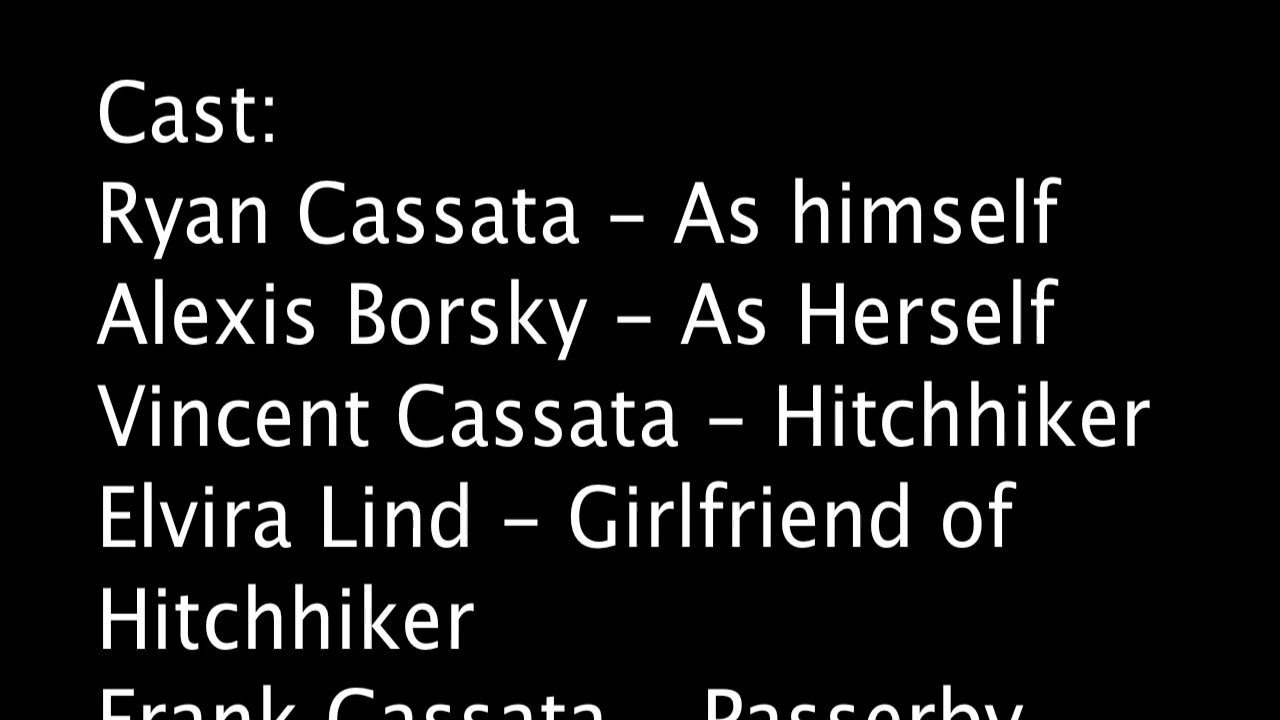 Cast:
Ryan Cassata – As himself
Alexis Borsky – As Herself
Vincent Cassata – Hitchhiker
Elvira Lind – Girlfriend of
Hitchhiker
Frank Cassata – Passerby